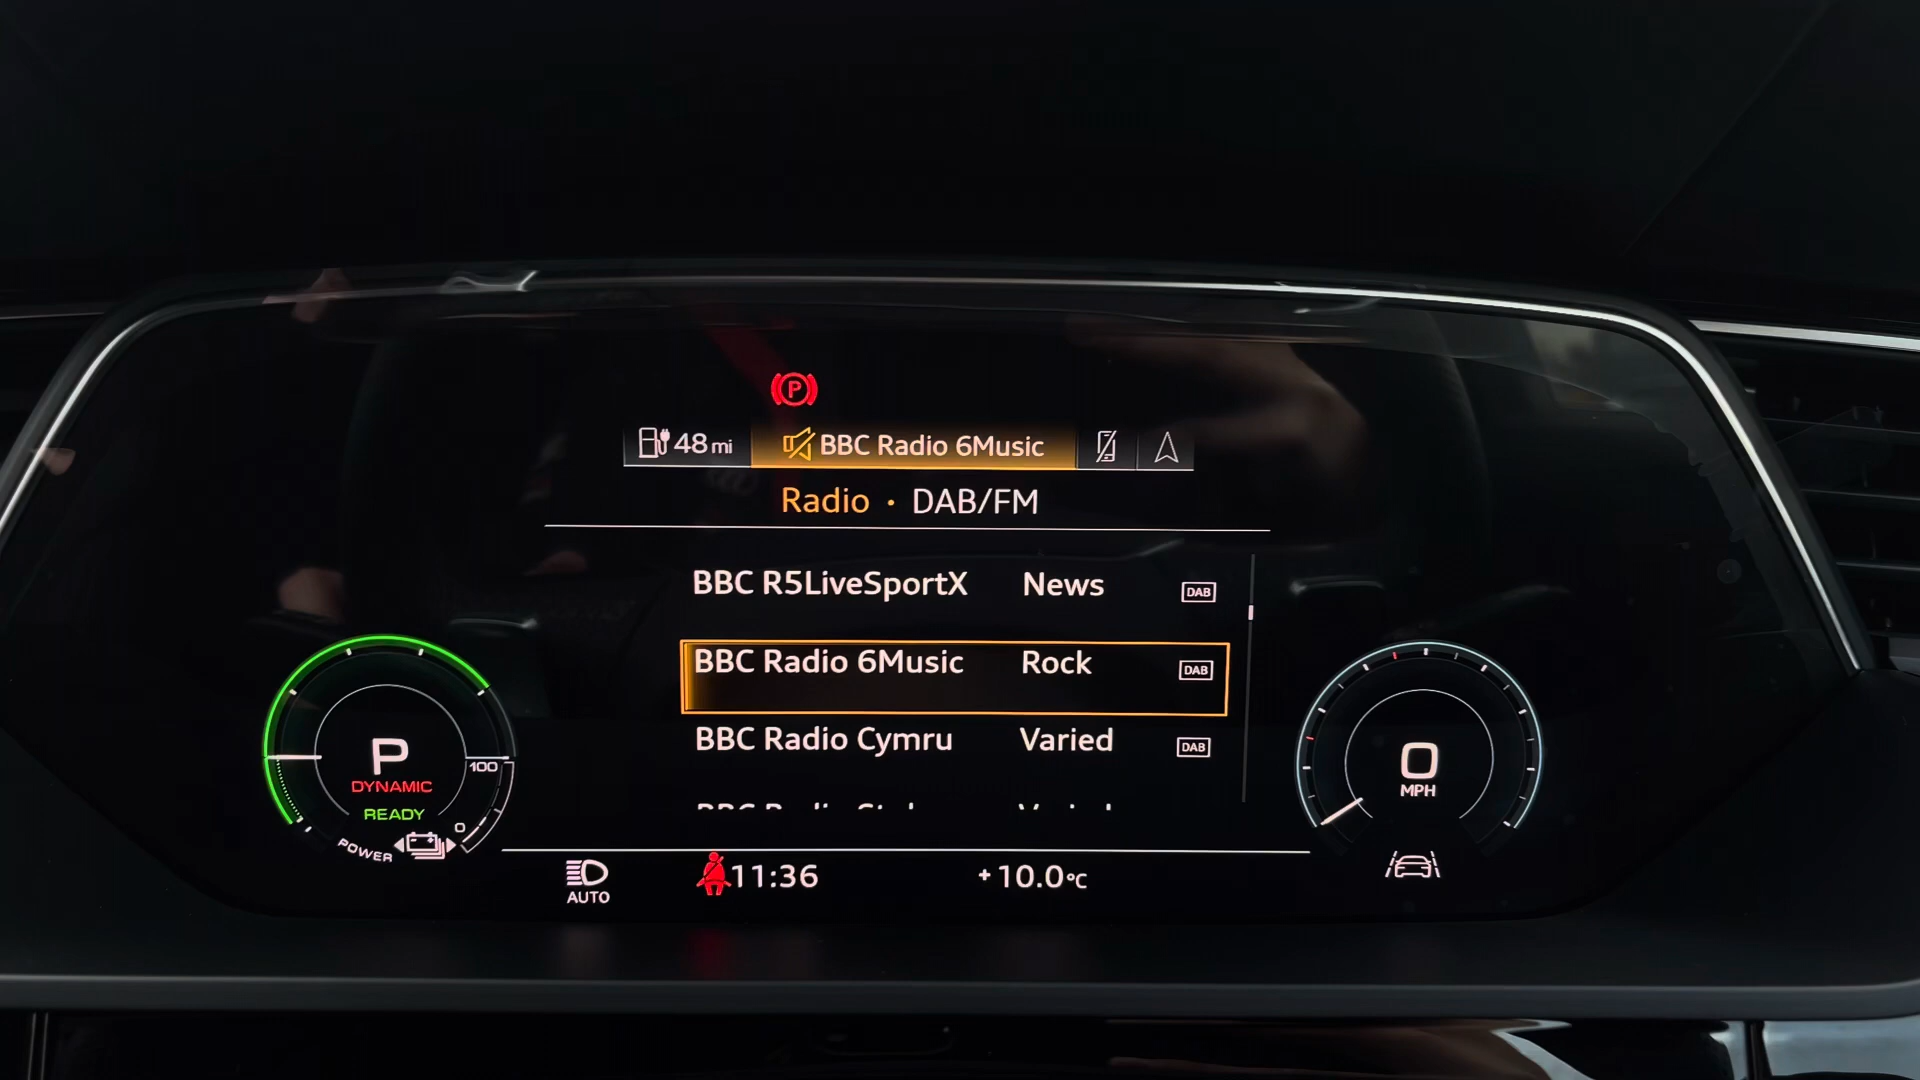 P
48 mi BBC Radio 6Music
Radio · DAB/FM
BBC R5LiveSportX News DAB
BBC Radio 6Music Rock DAB
BBC Radio Cymru Varied DAB
P
DYNAMIC
READY
POWER
100
0
0
MPH
AUTO
11:36
+10.0°C